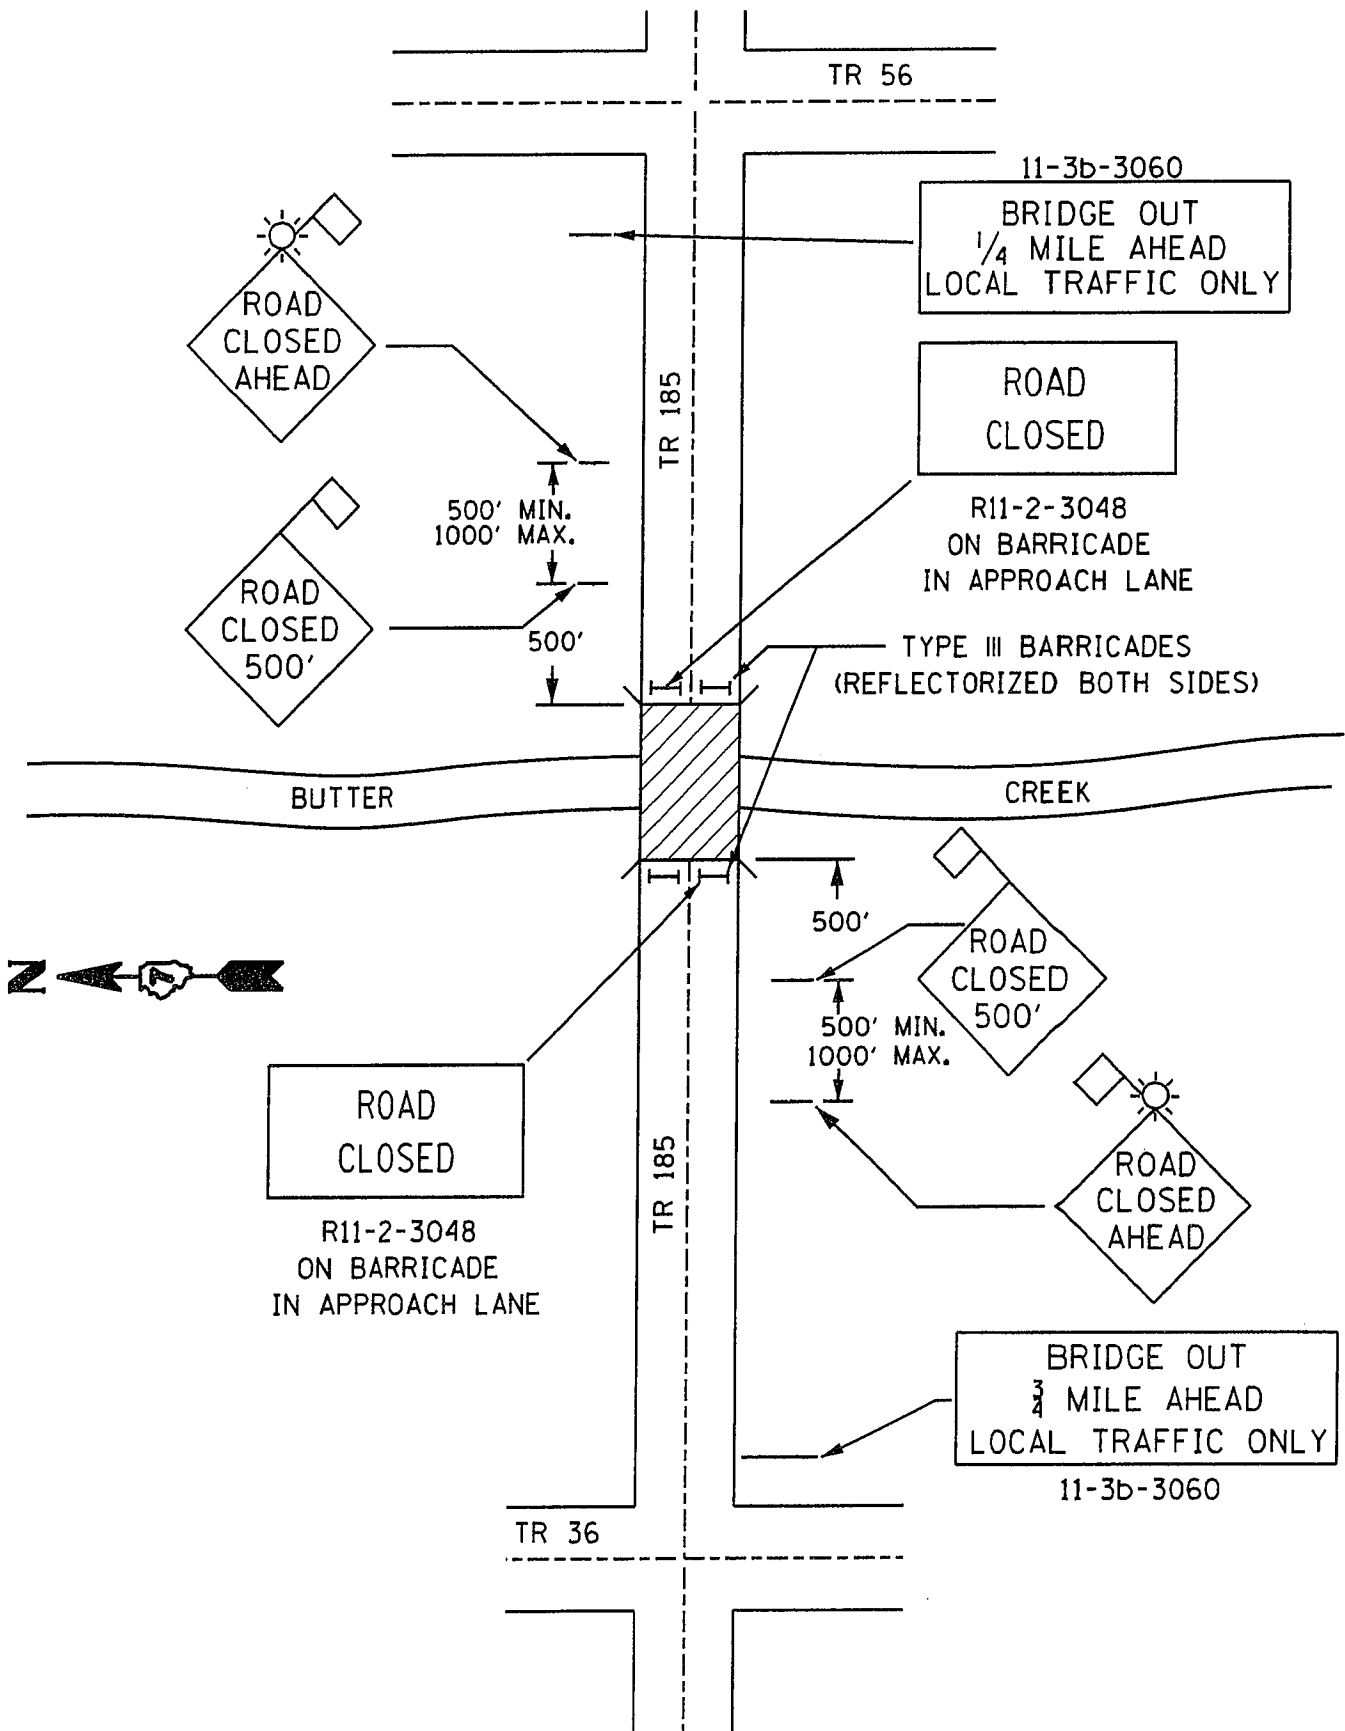 TR 56
11-3b-3060
BRIDGE OUT
1/4 MILE AHEAD
LOCAL TRAFFIC ONLY
ROAD
CLOSED
AHEAD
TR 185
ROAD
CLOSED
R11-2-3048
ON BARRICADE
IN APPROACH LANE
500' MIN.
1000' MAX.
ROAD
CLOSED
500'
500'
TYPE III BARRICADES
(REFLECTORIZED BOTH SIDES)
BUTTER
CREEK
500'
ROAD
CLOSED
500'
N
500' MIN.
1000' MAX.
ROAD
CLOSED
R11-2-3048
ON BARRICADE
IN APPROACH LANE
TR 185
ROAD
CLOSED
AHEAD
BRIDGE OUT
3/4 MILE AHEAD
LOCAL TRAFFIC ONLY
11-3b-3060
TR 36